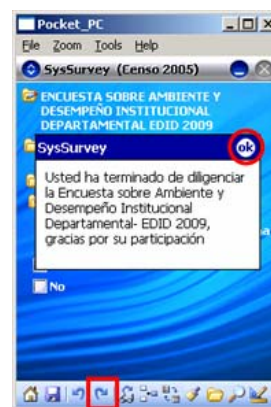 Pocket_PC
File Zoom Tools Help
SysSurvey (Censo 2005)
ENCUESTA SOBRE AMBIENTE Y
DESEMPEÑO INSTITUCIONAL
DEPARTAMENTAL EDID 2009
SysSurvey ok
Usted ha terminado de diligenciar
la Encuesta sobre Ambiente y
Desempeño Institucional
Departamental- EDID 2009,
gracias por su participación
No